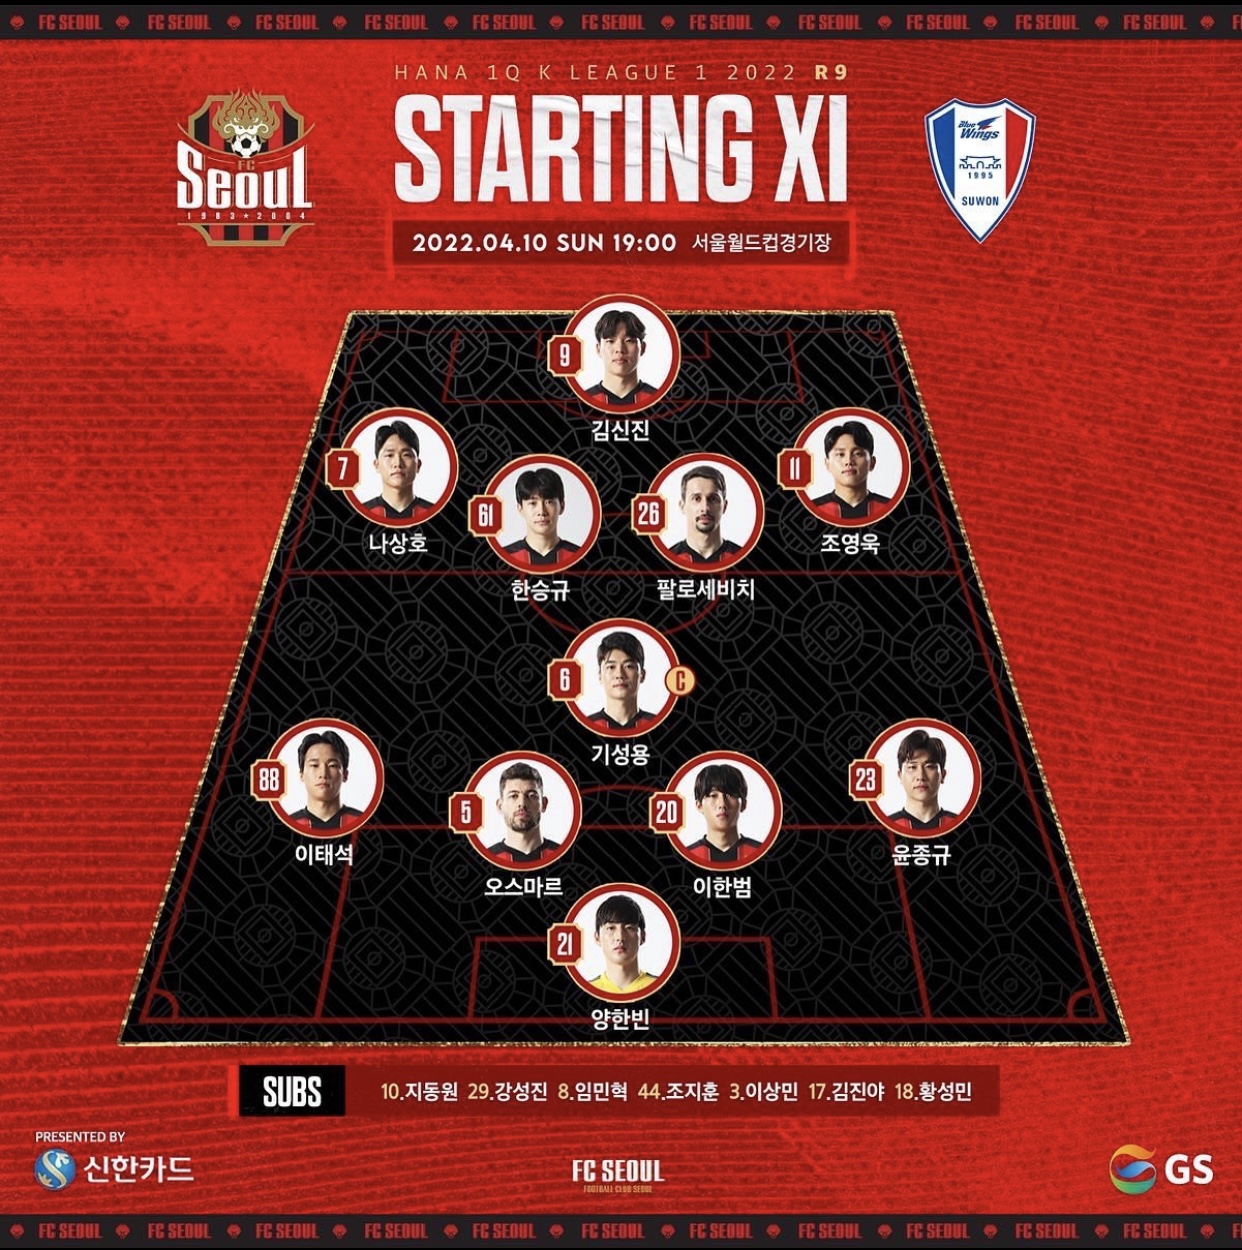 FC SEOUL FC SEOUL FC SEOUL FC SEOUL FC SEOUL FC SEOUL FC SEOUL FC SEOUL FC SEOUL FC SEOUL FC SEOUL
HANA 1Q K LEAGUE 1 2022 R9
STARTING XI
FC
Seoul
1983★2004
Blue Wings
1995
SUWON
2022.04.10 SUN 19:00 서울월드컵경기장
9
김신진
7
나상호
11
조영욱
61
한승규
26
팔로세비치
6
C
기성용
88
이태석
23
윤종규
5
오스마르
20
이한범
21
양한빈
SUBS 10.지동원 29.강성진 8.임민혁 44.조지훈 3.이상민 17.김진야 18.황성민
PRESENTED BY
신한카드
FC SEOUL
FOOTBALL CLUB SEOUL
GS
FC SEOUL FC SEOUL FC SEOUL FC SEOUL FC SEOUL FC SEOUL FC SEOUL FC SEOUL FC SEOUL FC SEOUL FC SEOUL